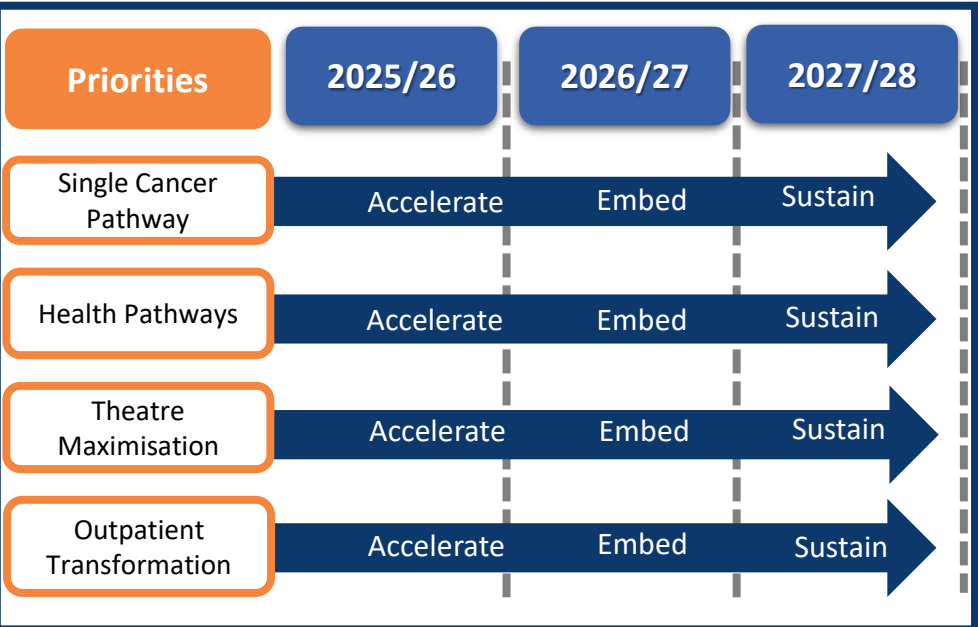 Priorities
2025/26
2026/27
2027/28
Single Cancer
Pathway
Accelerate
Embed
Sustain
Health Pathways
Accelerate
Embed
Sustain
Theatre
Maximisation
Accelerate
Embed
Sustain
Outpatient
Transformation
Accelerate
Embed
Sustain